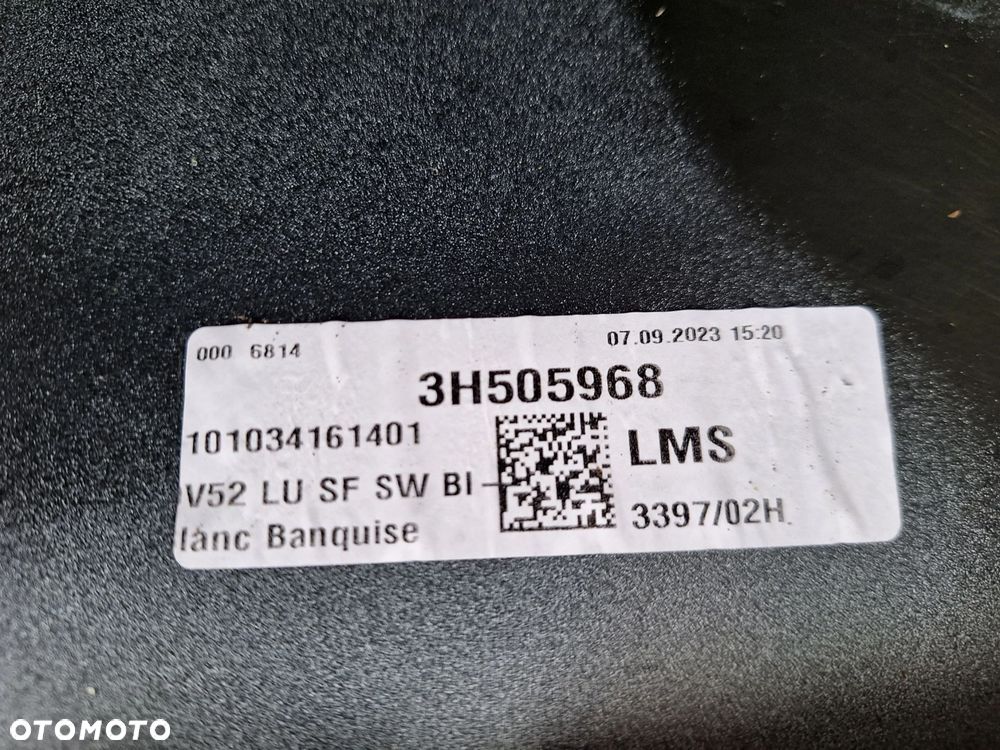 000 6814
07.09.2023 15:20
3H505968
101034161401
LMS
V52 LU SF SW Bl
lanc Banquise
3397/02H
OTOMOTO